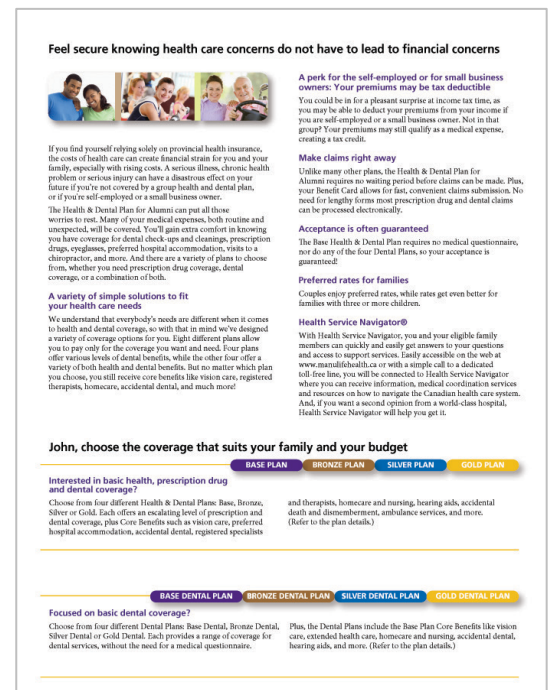 Feel secure knowing health care concerns do not have to lead to financial concerns
If you find yourself relying solely on provincial health insurance,
the costs of health care can create financial strain for you and your
family, especially with rising costs. A serious illness, chronic health
problem or serious injury can have a disastrous effect on your
future if you're not covered by a group health and dental plan,
or if you're self-employed or a small business owner.
The Health & Dental Plan for Alumni can put all those
worries to rest. Many of your medical expenses, both routine and
unexpected, will be covered. You'll gain extra comfort in knowing
you have coverage for dental check-ups and cleanings, prescription
drugs, eyeglasses, preferred hospital accommodation, visits to a
chiropractor, and more. And there are a variety of plans to choose
from, whether you need prescription drug coverage, dental
coverage, or a combination of both.
A variety of simple solutions to fit
your health care needs
We understand that everybody's needs are different when it comes
to health and dental coverage, so with that in mind we've designed
a variety of coverage options for you. Eight different plans allow
you to pay only for the coverage you want and need. Four plans
offer various levels of dental benefits, while the other four offer a
variety of both health and dental benefits. But no matter which plan
you choose, you still receive core benefits like vision care, registered
therapists, homecare, accidental dental, and much more!
A perk for the self-employed or for small business
owners: Your premiums may be tax deductible
You could be in for a pleasant surprise at income tax time, as
you may be able to deduct your premiums from your income if
you are self-employed or a small business owner. Not in that
group? Your premiums may still qualify as a medical expense,
creating a tax credit.
Make claims right away
Unlike many other plans, the Health & Dental Plan for
Alumni requires no waiting period before claims can be made. Plus,
your Benefit Card allows for fast, convenient claims submission. No
need for lengthy forms most prescription drug and dental claims
can be processed electronically.
Acceptance is often guaranteed
The Base Health & Dental Plan requires no medical questionnaire,
nor do any of the four Dental Plans, so your acceptance is
guaranteed!
Preferred rates for families
Couples enjoy preferred rates, while rates get even better for
families with three or more children.
Health Service Navigator®
With Health Service Navigator, you and your eligible family
members can quickly and easily get answers to your questions
and access to support services. Easily accessible on the web at
www.manulifehealth.ca or with a simple call to a dedicated
toll-free line, you will be connected to Health Service Navigator
where you can receive information, medical coordination services
and resources on how to navigate the Canadian health care system.
And, if you want a second opinion from a world-class hospital,
Health Service Navigator will help you get it.
John, choose the coverage that suits your family and your budget
BASE PLAN BRONZE PLAN SILVER PLAN GOLD PLAN
Interested in basic health, prescription drug
and dental coverage?
Choose from four different Health & Dental Plans: Base, Bronze,
Silver or Gold. Each offers an escalating level of prescription and
dental coverage, plus Core Benefits such as vision care, preferred
hospital accommodation, accidental dental, registered specialists
and therapists, homecare and nursing, hearing aids, accidental
death and dismemberment, ambulance services, and more.
(Refer to the plan details.)
BASE DENTAL PLAN BRONZE DENTAL PLAN SILVER DENTAL PLAN GOLD DENTAL PLAN
Focused on basic dental coverage?
Choose from four different Dental Plans: Base Dental, Bronze Dental,
Silver Dental or Gold Dental. Each provides a range of coverage for
dental services, without the need for a medical questionnaire.
Plus, the Dental Plans include the Base Plan Core Benefits like vision
care, extended health care, homecare and nursing, accidental dental,
hearing aids, and more. (Refer to the plan details.)